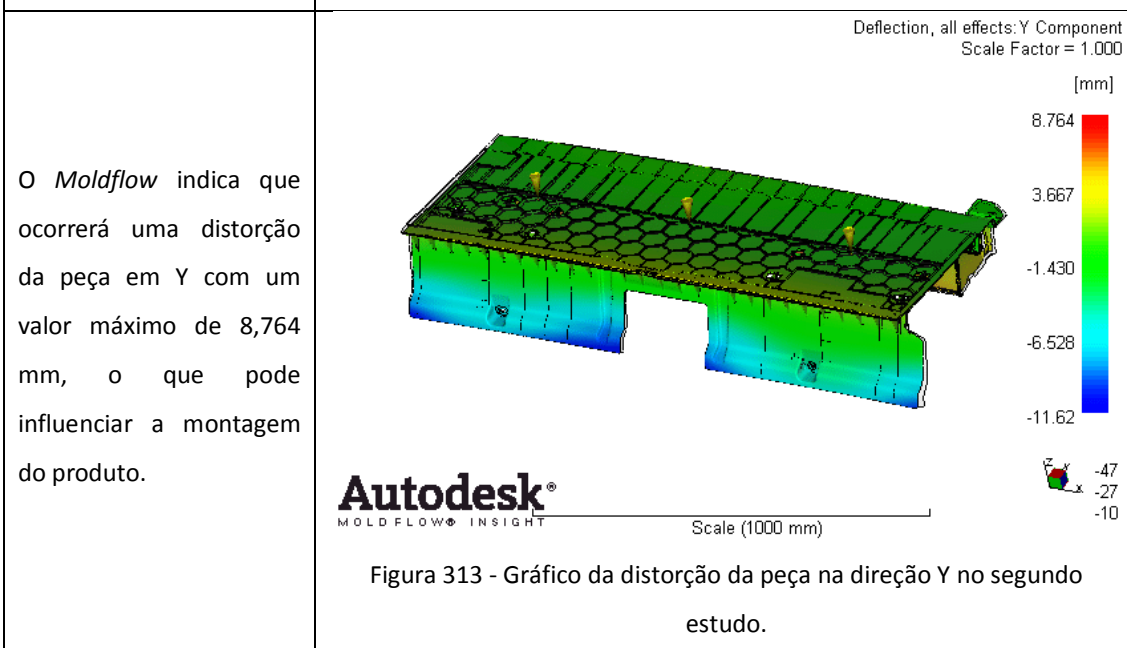 O Moldflow indica que
ocorrerá uma distorção
da peça em Y com um
valor máximo de 8,764
mm, o que pode
influenciar a montagem
do produto.
Deflection, all effects:Y Component
Scale Factor = 1.000
[mm]
8.764
3.667
-1.430
-6.528
-11.62
Z Y
X
-47
-27
-10
Autodesk®
MOLDFLOW® INSIGHT
Scale (1000 mm)
Figura 313 - Gráfico da distorção da peça na direção Y no segundo
estudo.